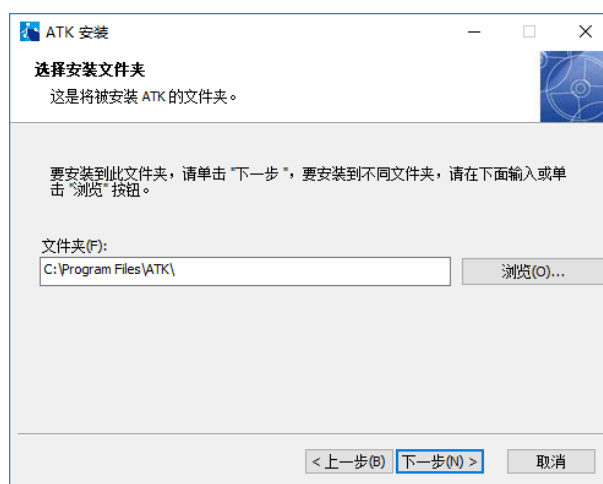 ATK 安装
选择安装文件夹
这是将被安装 ATK 的文件夹。
要安装到此文件夹，请单击 "下一步 "，要安装到不同文件夹，请在下面输入或单
击 "浏览" 按钮。
文件夹(F):
C:\Program Files\ATK\
浏览(O)...
< 上一步(B)
下一步(N) >
取消